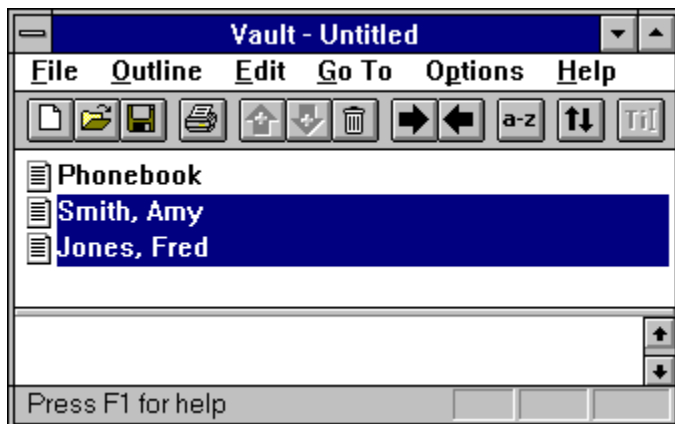 Vault - Untitled
File Outline Edit Go To Options Help
a-z
Phonebook
Smith, Amy
Jones, Fred
Press F1 for help